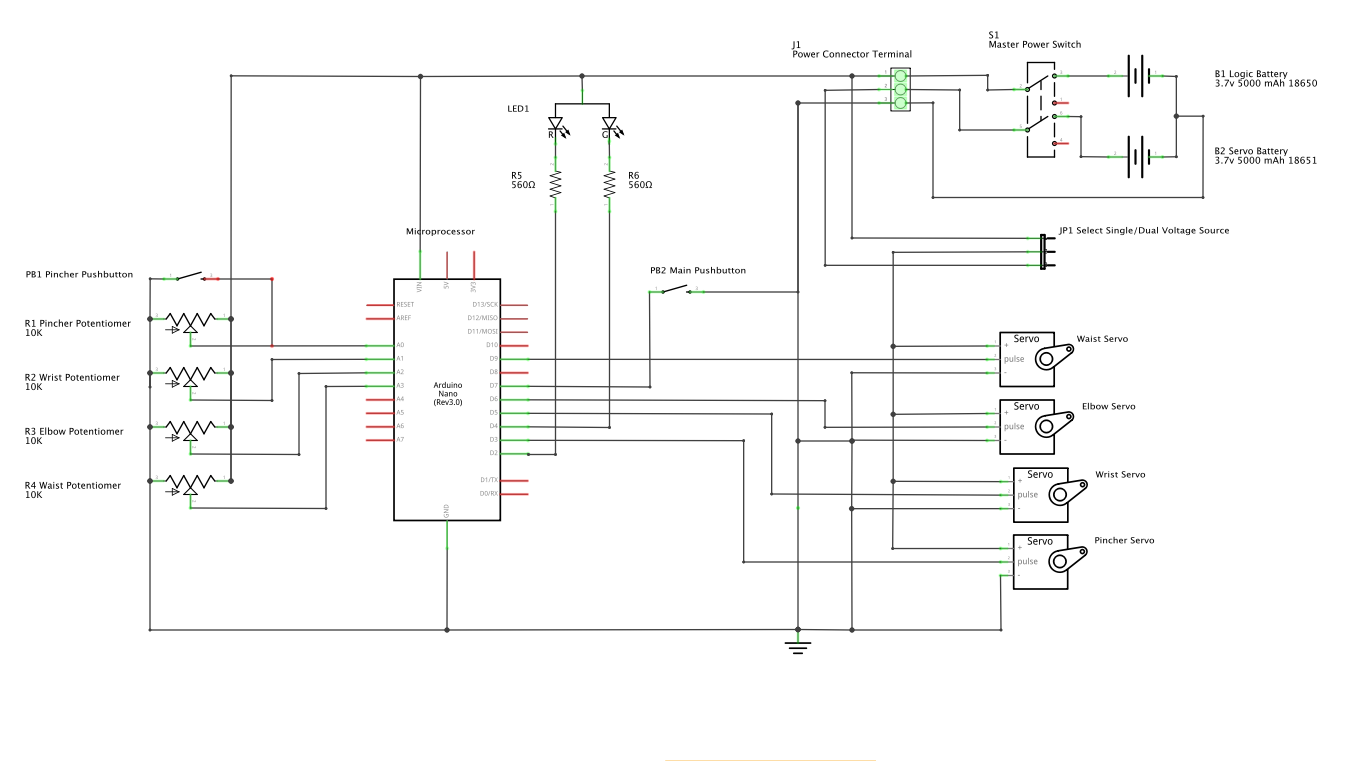 S1
Master Power Switch
J1
Power Connector Terminal
B1 Logic Battery
3.7v 5000 mAh 18650
LED1
R
G
B2 Servo Battery
3.7v 5000 mAh 18651
R5
560Ω
R6
560Ω
Microprocessor
JP1 Select Single/Dual Voltage Source
PB1 Pincher Pushbutton
PB2 Main Pushbutton
VIN
5V
3V3
RESET
AREF
A0
A1
A2
A3
A4
A5
A6
A7
Arduino
Nano
(Rev3.0)
D13/SCK
D12/MISO
D11/MOSI
D10
D9
D8
D7
D6
D5
D4
D3
D2
D1/TX
D0/RX
GND
R1 Pincher Potentiomer
10K
R2 Wrist Potentiomer
10K
R3 Elbow Potentiomer
10K
R4 Waist Potentiomer
10K
Servo
+
pulse
-
Waist Servo
Servo
+
pulse
-
Elbow Servo
Servo
+
pulse
-
Wrist Servo
Servo
+
pulse
-
Pincher Servo